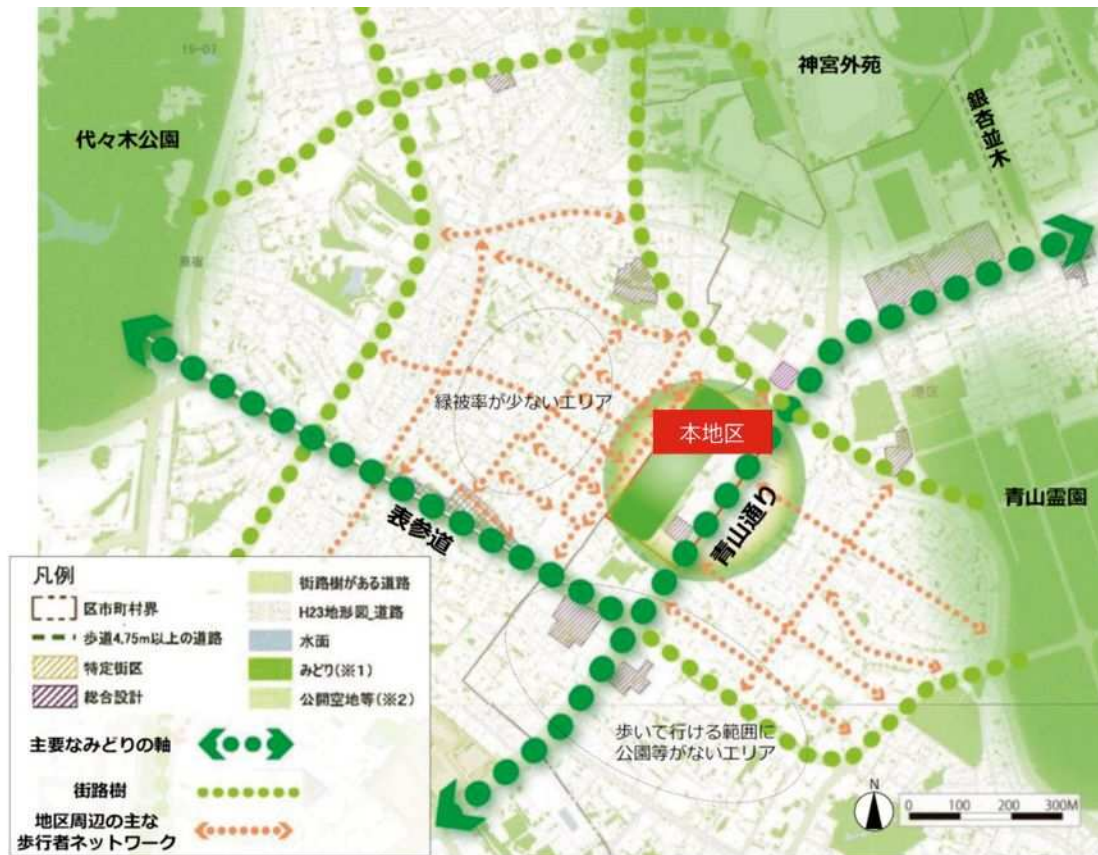 神宮外苑
銀杏並木
代々木公園
緑被率が少ないエリア
本地区
港区
青山霊園
青山通り
表参道
歩いて行ける範囲に
公園等がないエリア
凡例
区市町村界
歩道4.75m以上の道路
特定街区
総合設計
街路樹がある道路
H23地形図_道路
水面
みどり(※1)
公開空地等(※2)
主要なみどりの軸
街路樹
地区周辺の主な
歩行者ネットワーク
N
0 100 200 300M